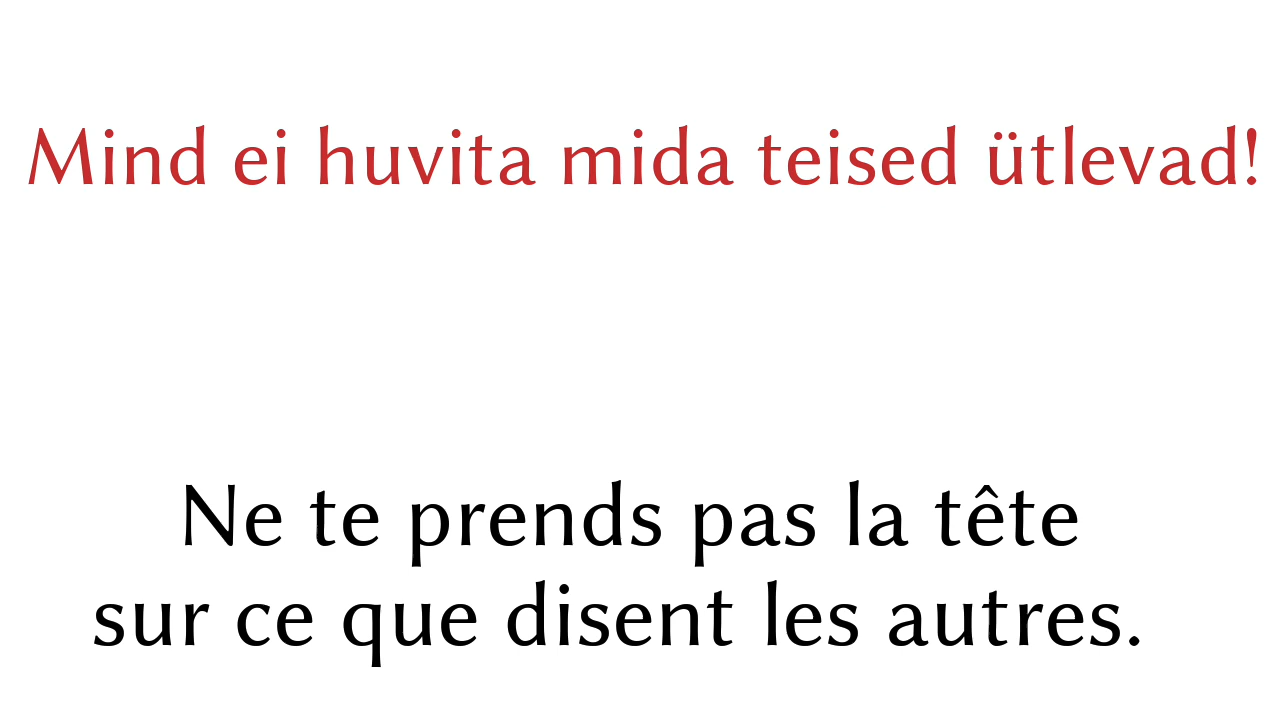 Mind ei huvita mida teised ütlevad!
Ne te prends pas la tête
sur ce que disent les autres.